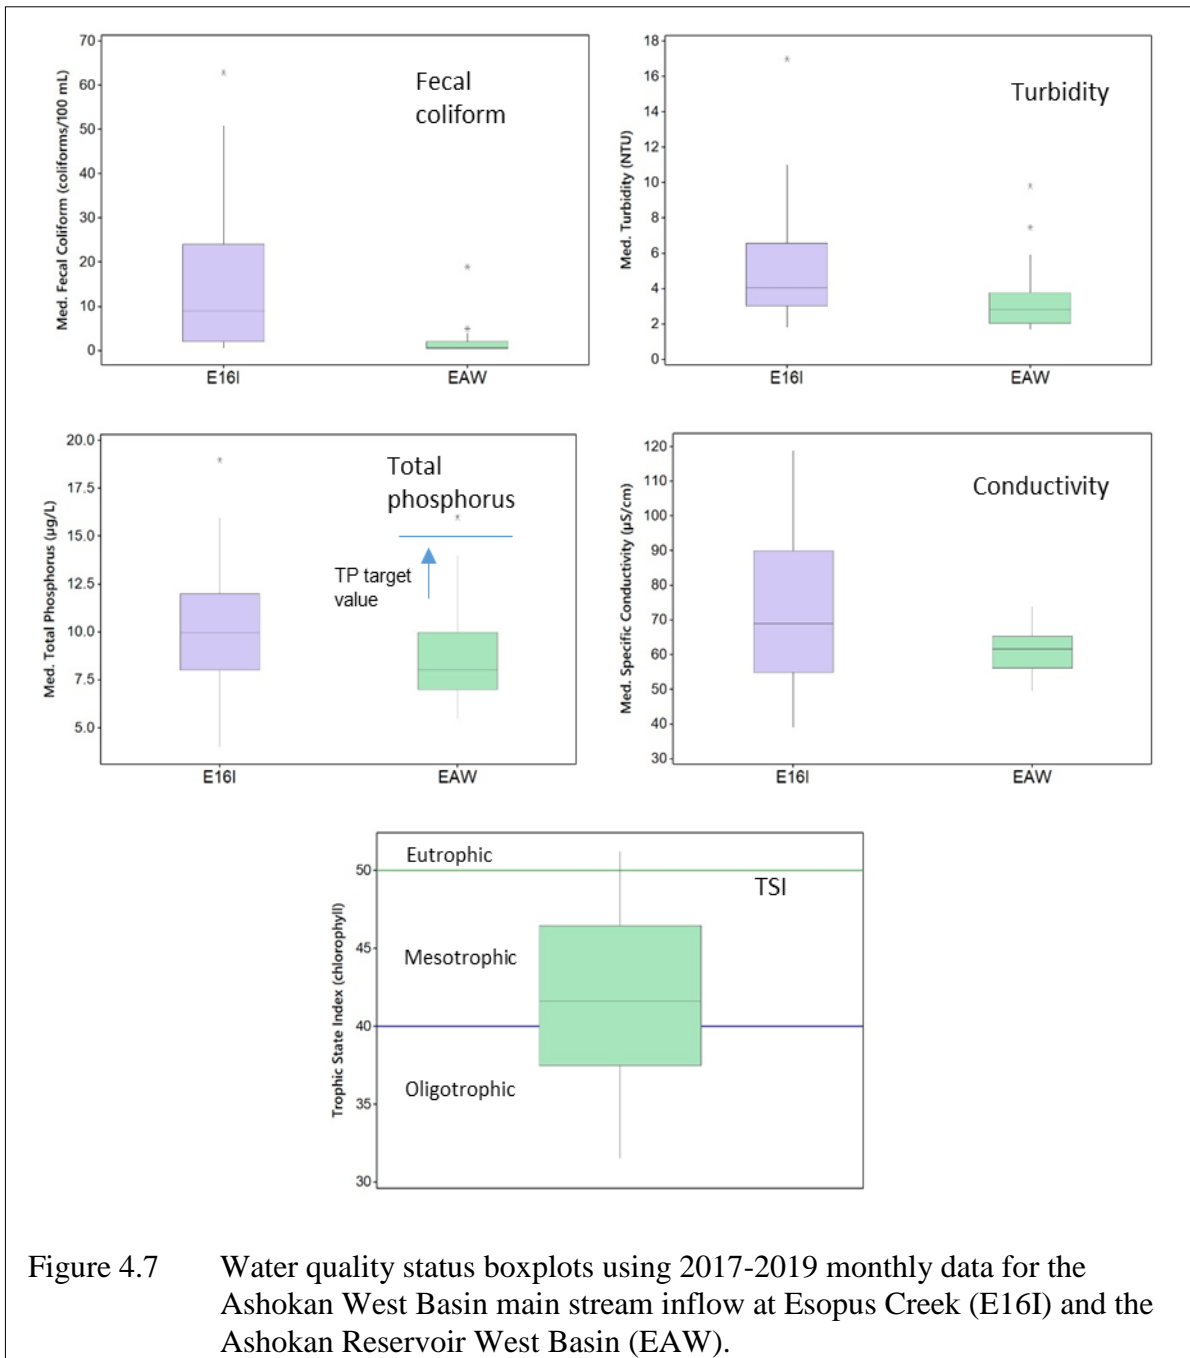 70
60
50
40
30
20
10
0
Med. Fecal Coliform (coliforms/100 mL)
Fecal
coliform
E16I
EAW
18
16
14
12
10
8
6
4
2
0
Med. Turbidity (NTU)
Turbidity
E16I
EAW
20.0
17.5
15.0
12.5
10.0
7.5
5.0
Med. Total Phosphorus (µg/L)
Total
phosphorus
TP target
value
E16I
EAW
120
110
100
90
80
70
60
50
40
30
Med. Specific Conductivity (µS/cm)
Conductivity
E16I
EAW
50
45
40
35
30
Trophic State Index (chlorophyll)
Eutrophic
TSI
Mesotrophic
Oligotrophic
Figure 4.7 Water quality status boxplots using 2017-2019 monthly data for the
Ashokan West Basin main stream inflow at Esopus Creek (E16I) and the
Ashokan Reservoir West Basin (EAW).